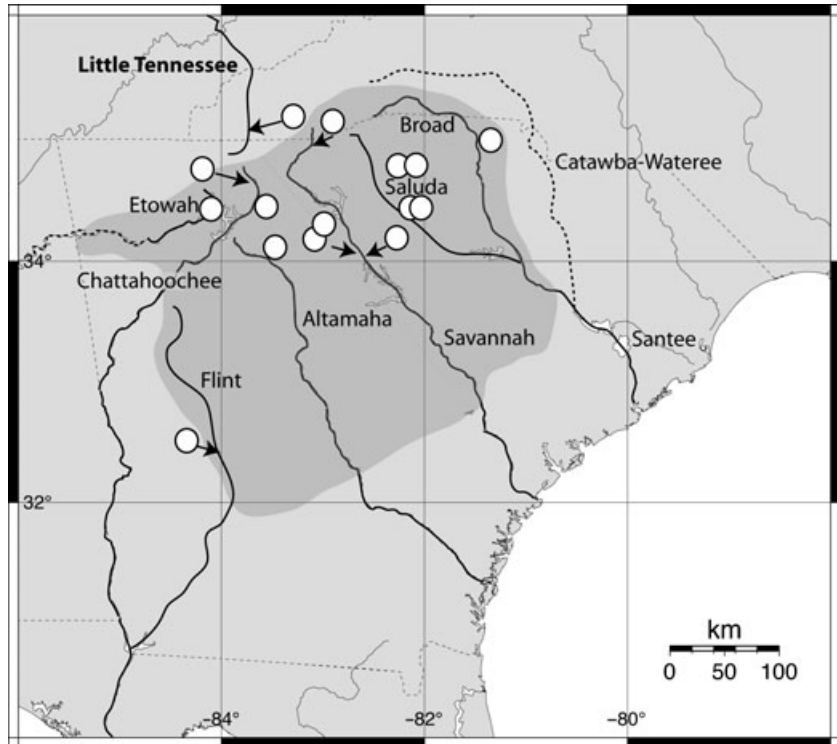 Little Tennessee
Broad
Catawba-Wateree
Saluda
Etowah
34°
Chattahoochee
Altamaha
Savannah
Santee
Flint
32°
km
0 50 100
-84°
-82°
-80°